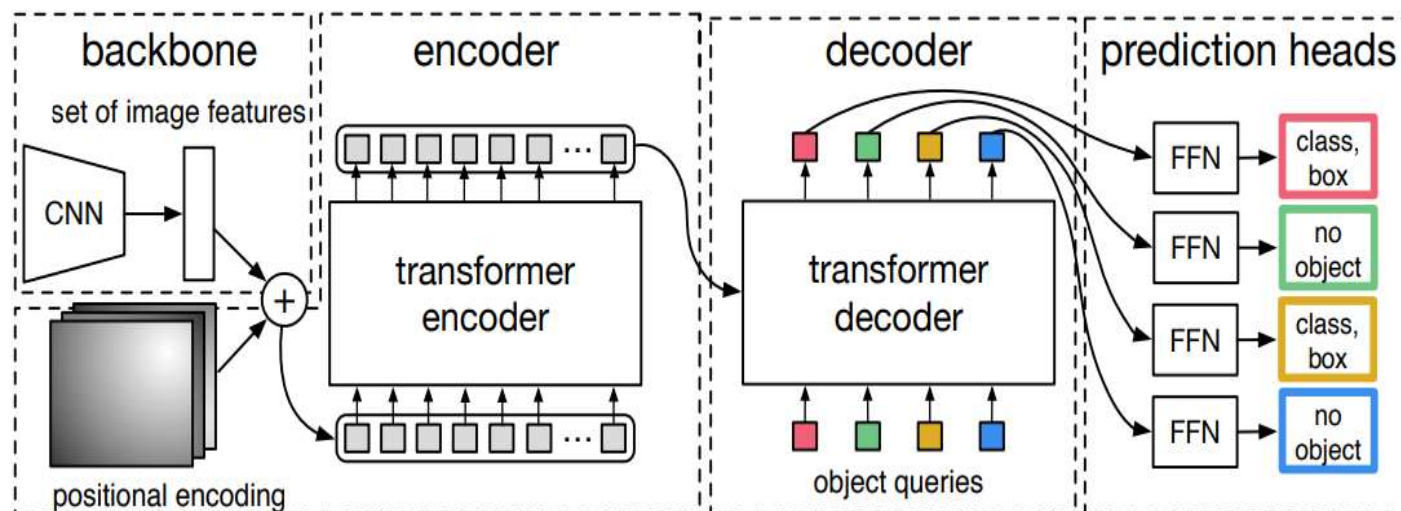 backbone
set of image features
CNN
+
positional encoding
encoder
...
transformer
encoder
...
decoder
transformer
decoder
object queries
prediction heads
FFN
class,
box
FFN
no
object
FFN
class,
box
FFN
no
object